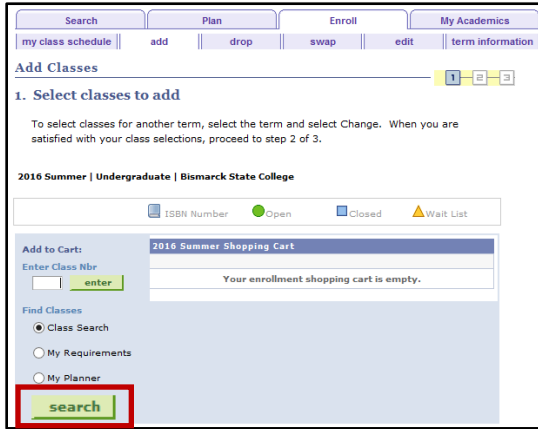 Search Plan Enroll My Academics
my class schedule add drop swap edit term information
Add Classes
1 2 3
1. Select classes to add
To select classes for another term, select the term and select Change. When you are
satisfied with your class selections, proceed to step 2 of 3.
2016 Summer | Undergraduate | Bismarck State College
ISBN Number Open Closed Wait List
Add to Cart:
Enter Class Nbr
enter
2016 Summer Shopping Cart
Your enrollment shopping cart is empty.
Find Classes
Class Search
My Requirements
My Planner
search